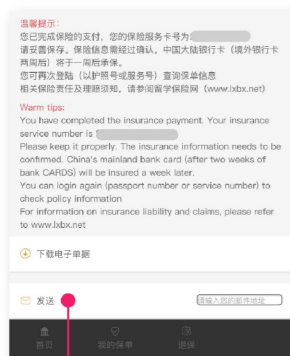 温馨提示：
您已完成保险的支付，您的保险服务卡号为：
请妥善保存。保险信息需经过确认，中国大陆银行卡（境外银行卡
两周后）将于一周后承保。
您可再次登陆（以护照号或服务号）查询保单信息
相关保险责任及理赔须知，请参阅留学保险网（www.lxbx.net）
Warm tips:
You have completed the insurance payment. Your insurance
service number is
Please keep it properly. The insurance information needs to be
confirmed. China's mainland bank card (after two weeks of
bank CARDS) will be insured a week later.
You can login again (passport number or service number) to
check policy information
For information on insurance liability and claims, please refer
to www.lxbx.net)
下载电子单据
发送
请输入您的邮件地址
首页 我的保单 退保